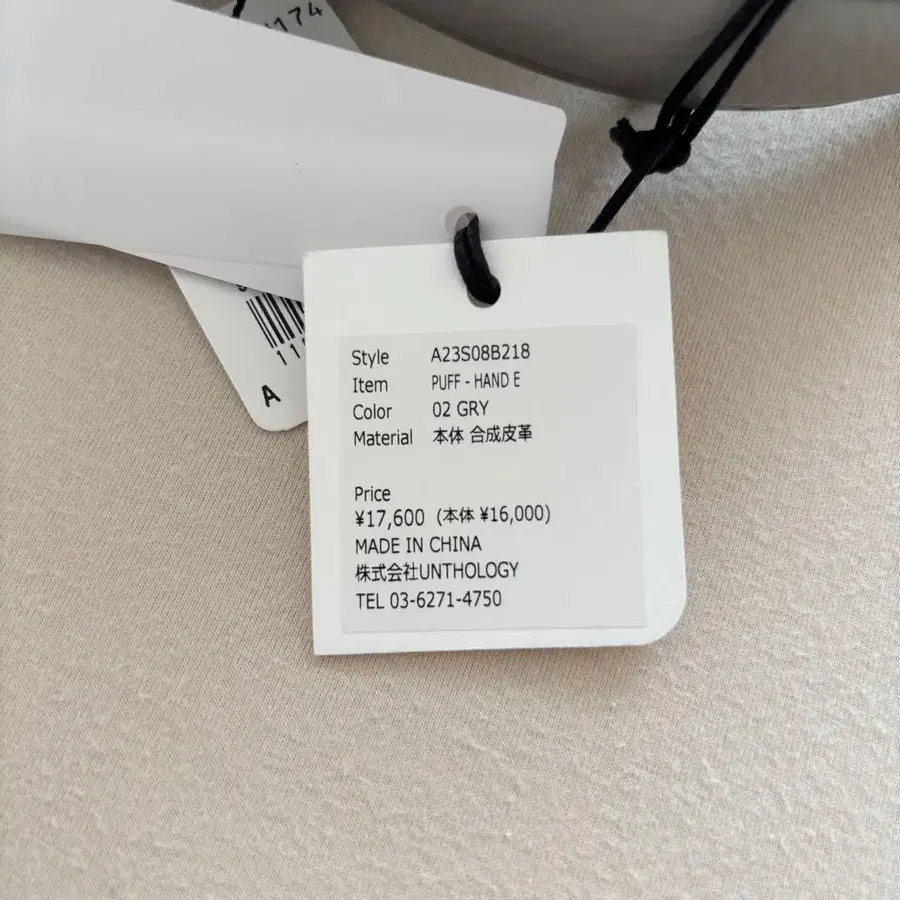 174
A
Style A23S08B218
Item PUFF - HAND E
Color 02 GRY
Material 本体 合成皮革
Price
¥17,600 (本体 ¥16,000)
MADE IN CHINA
株式会社UNTHOLOGY
TEL 03-6271-4750